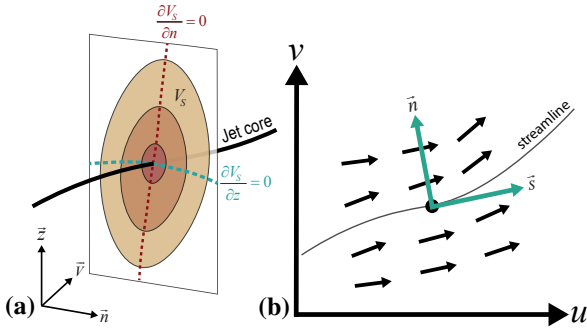 ∂V_s/∂n = 0
V_s
Jet core
∂V_s/∂z = 0
z⃗
V⃗
n⃗
(a)
v
n⃗
streamline
s⃗
(b)
u